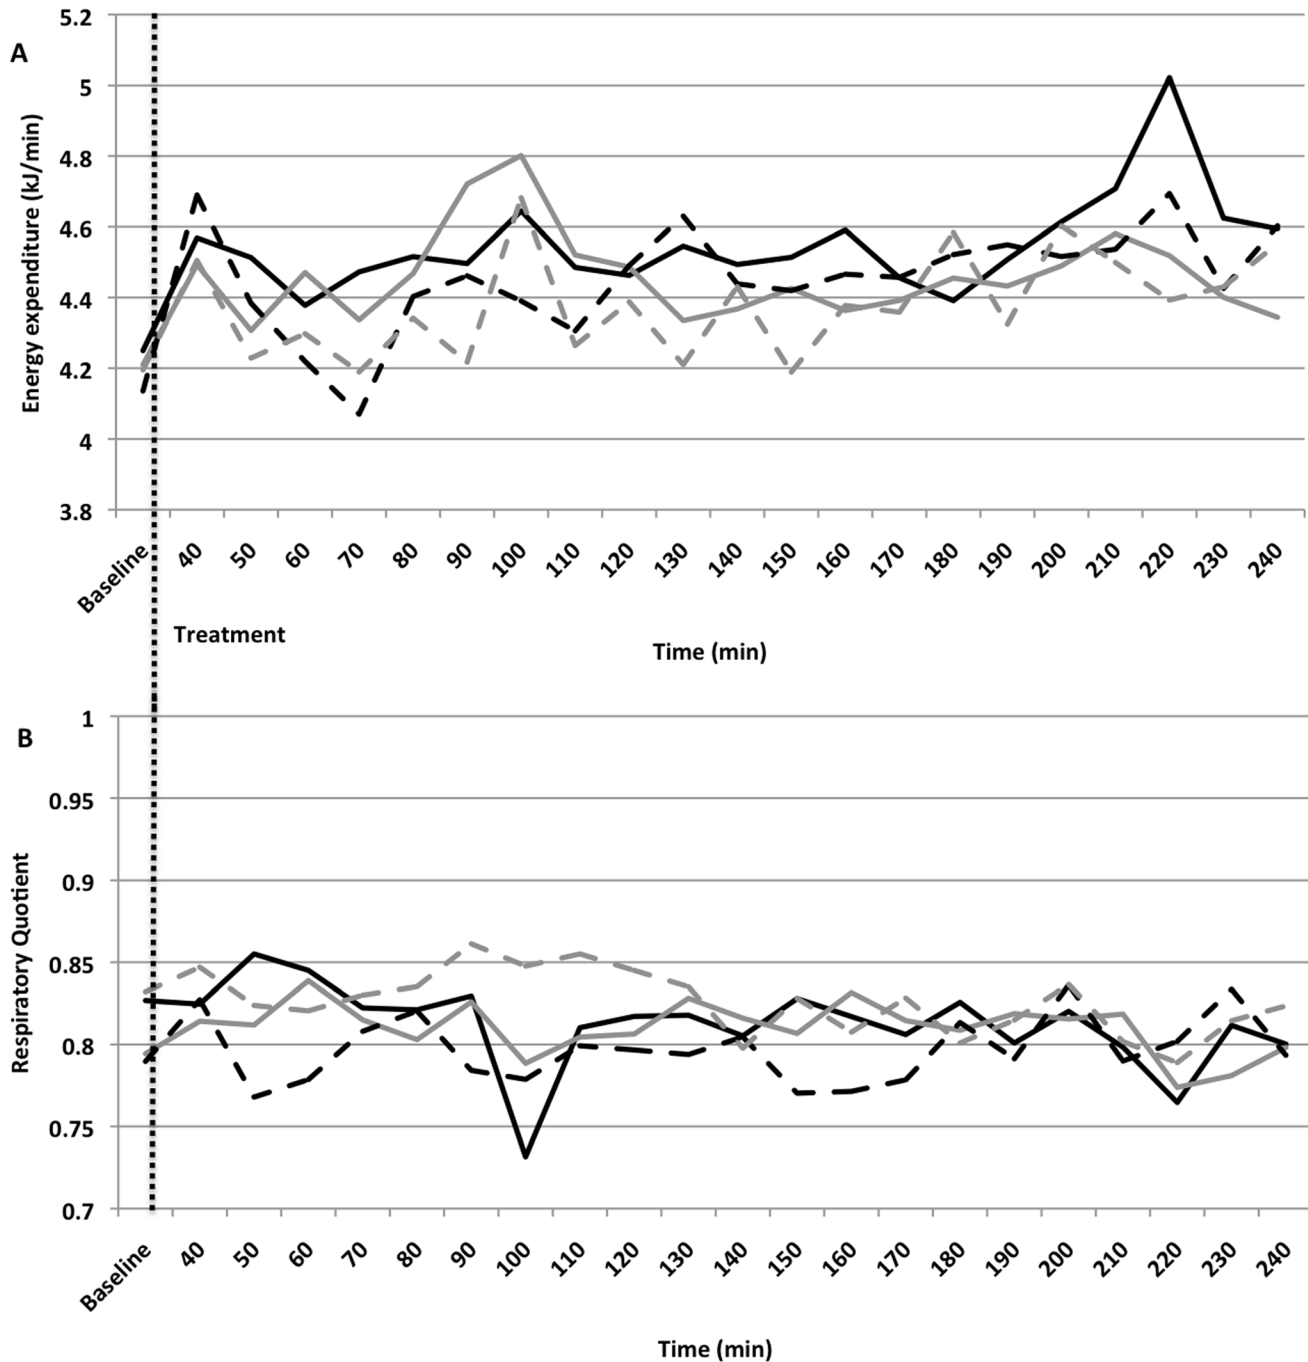 A
Energy expenditure (kJ/min)
5.2
5
4.8
4.6
4.4
4.2
4
3.8
Baseline 40 50 60 70 80 90 100 110 120 130 140 150 160 170 180 190 200 210 220 230 240
Treatment
Time (min)
B
Respiratory Quotient
1
0.95
0.9
0.85
0.8
0.75
0.7
Baseline 40 50 60 70 80 90 100 110 120 130 140 150 160 170 180 190 200 210 220 230 240
Time (min)